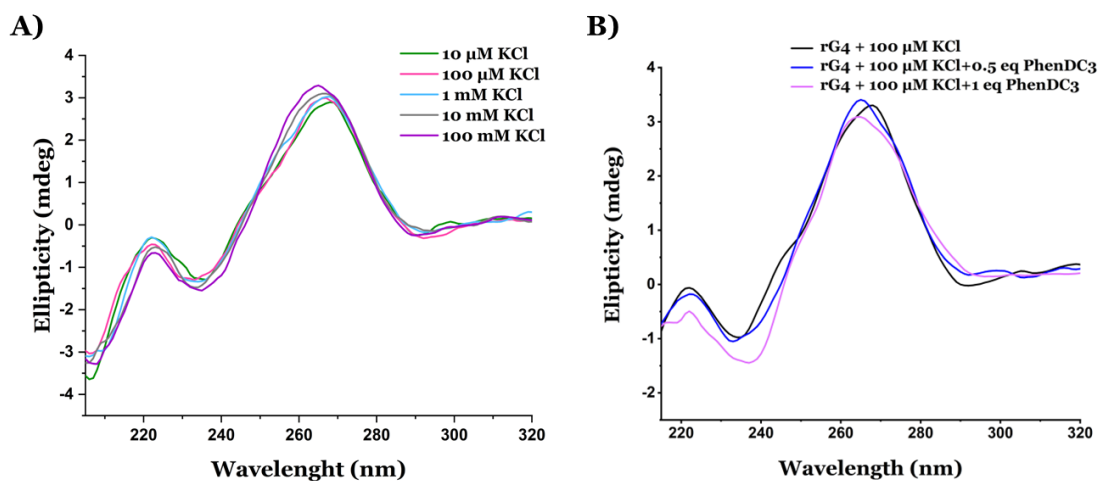 A)
Ellipticity (mdeg)
4
3
2
1
0
-1
-2
-3
-4
10 µM KCl
100 µM KCl
1 mM KCl
10 mM KCl
100 mM KCl
220 240 260 280 300 320
Wavelenght (nm)
B)
Elipticity (mdeg)
4
3
2
1
0
-1
-2
rG4 + 100 µM KCl
rG4 + 100 µM KCl+0.5 eq PhenDC3
rG4 + 100 µM KCl+1 eq PhenDC3
220 240 260 280 300 320
Wavelength (nm)